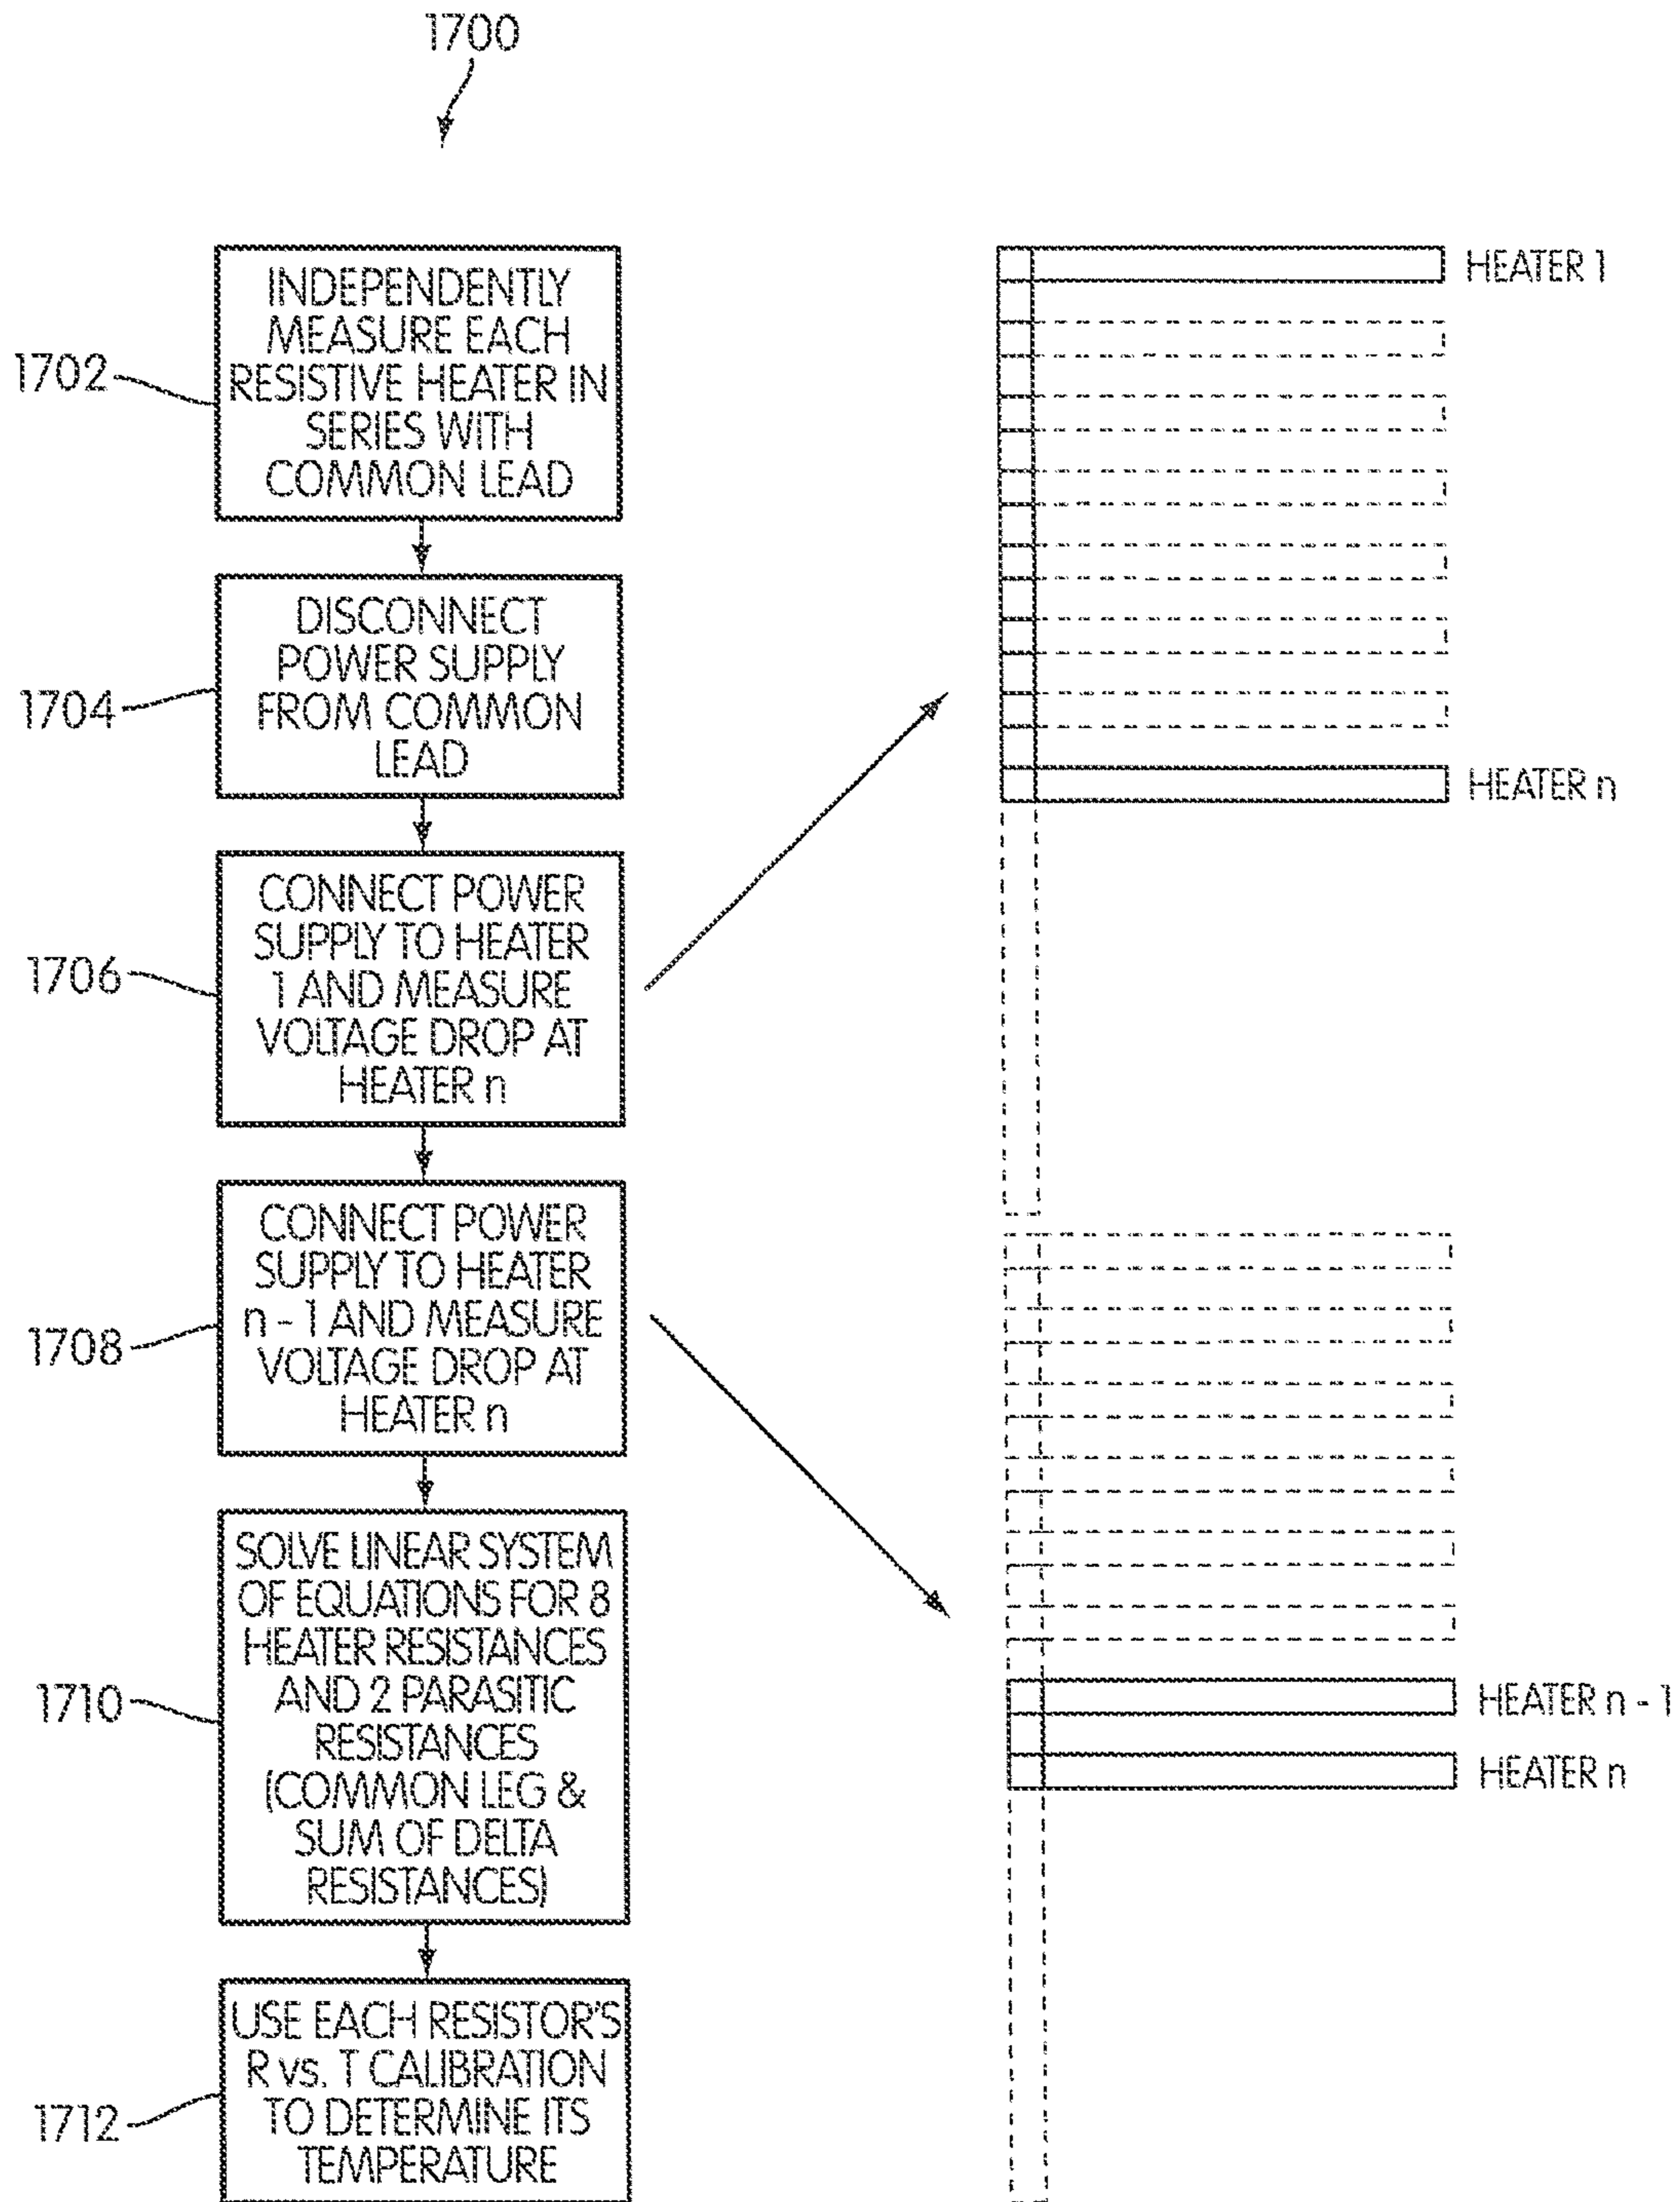 1700
1702
INDEPENDENTLY
MEASURE EACH
RESISTIVE HEATER IN
SERIES WITH
COMMON LEAD
1704
DISCONNECT
POWER SUPPLY
FROM COMMON
LEAD
1706
CONNECT POWER
SUPPLY TO HEATER
1 AND MEASURE
VOLTAGE DROP AT
HEATER n
1708
CONNECT POWER
SUPPLY TO HEATER
n - 1 AND MEASURE
VOLTAGE DROP AT
HEATER n
1710
SOLVE LINEAR SYSTEM
OF EQUATIONS FOR 8
HEATER RESISTANCES
AND 2 PARASITIC
RESISTANCES
(COMMON LEG &
SUM OF DELTA
RESISTANCES)
1712
USE EACH RESISTOR'S
R vs. T CALIBRATION
TO DETERMINE ITS
TEMPERATURE
HEATER 1
HEATER n
HEATER n - 1
HEATER n